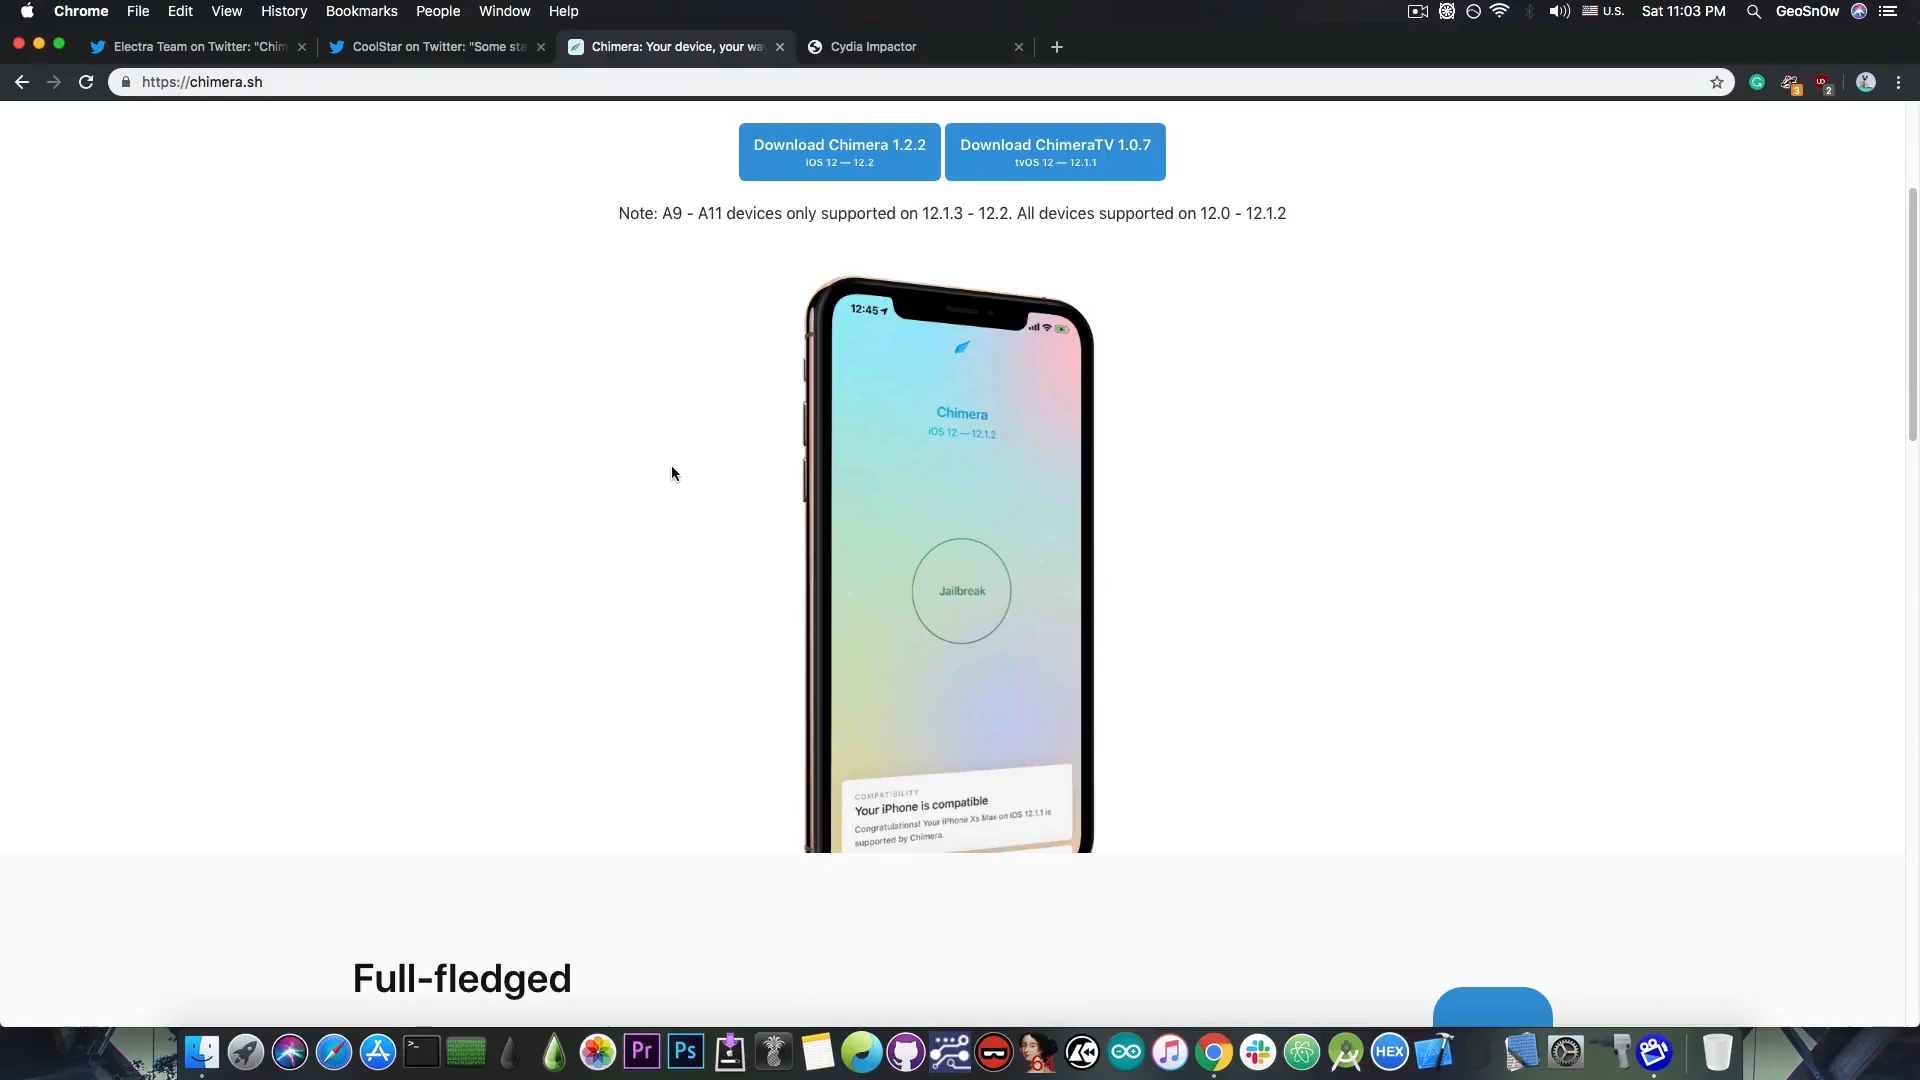 Chrome File Edit View History Bookmarks People Window Help U.S. Sat 11:03 PM GeoSn0w
Electra Team on Twitter: "Chim
CoolStar on Twitter: "Some sta
Chimera: Your device, your way
Cydia Impactor
https://chimera.sh
3
2
Download Chimera 1.2.2
iOS 12 — 12.2
Download ChimeraTV 1.0.7
tvOS 12 — 12.1.1
Note: A9 - A11 devices only supported on 12.1.3 - 12.2. All devices supported on 12.0 - 12.1.2
12:45
Chimera
iOS 12 — 12.1.2
Jailbreak
COMPATIBILITY
Your iPhone is compatible
Congratulations! Your iPhone Xs Max on iOS 12.1.1 is
supported by Chimera.
Full-fledged
Pr Ps HEX